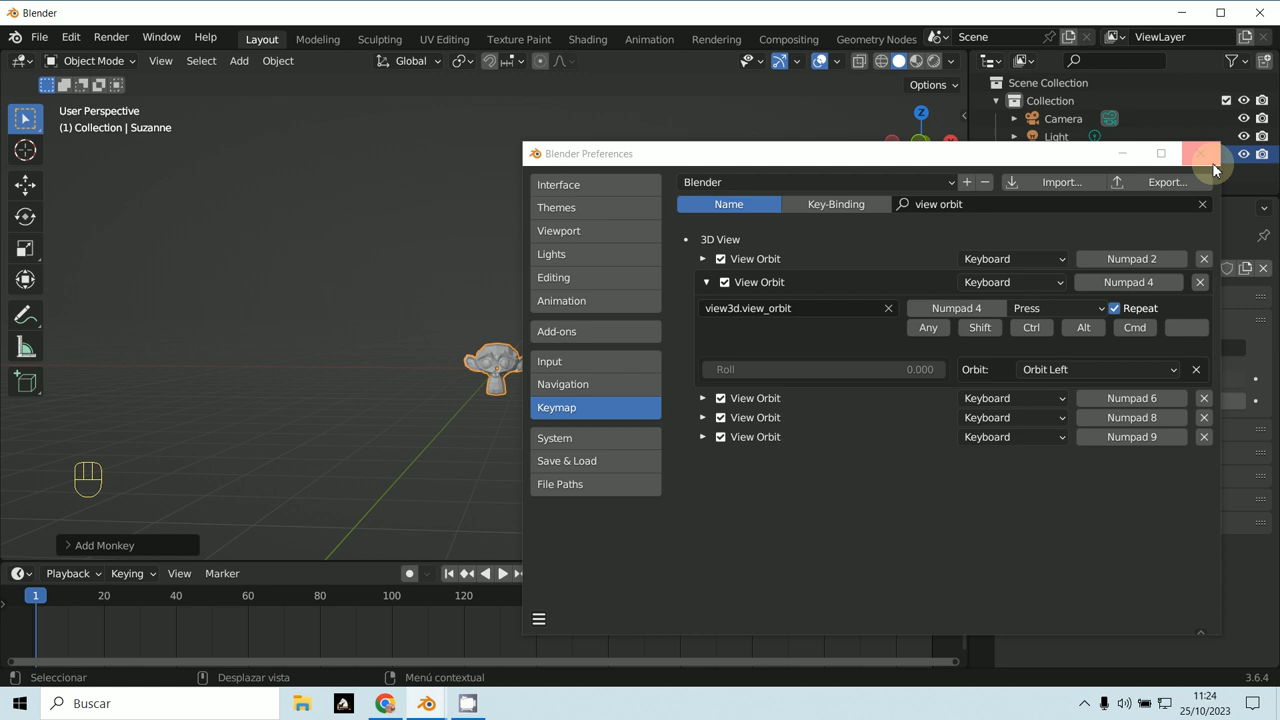 Blender
File Edit Render Window Help Layout Modeling Sculpting UV Editing Texture Paint Shading Animation Rendering Compositing Geometry Nodes Scene ViewLayer
Object Mode View Select Add Object Global
Options
User Perspective
(1) Collection | Suzanne
Z
Scene Collection
Collection
Camera
Light
Blender Preferences
Interface
Themes
Viewport
Lights
Editing
Animation
Add-ons
Input
Navigation
Keymap
System
Save & Load
File Paths
Blender Import... Export...
Name Key-Binding view orbit
3D View
View Orbit Keyboard Numpad 2
View Orbit Keyboard Numpad 4
view3d.view_orbit Numpad 4 Press Repeat
Any Shift Ctrl Alt Cmd
Roll 0.000 Orbit: Orbit Left
View Orbit Keyboard Numpad 6
View Orbit Keyboard Numpad 8
View Orbit Keyboard Numpad 9
Add Monkey
Playback Keying View Marker
1 20 40 60 80 100 120
Seleccionar Desplazar vista Menú contextual 3.6.4
Buscar
11:24
25/10/2023